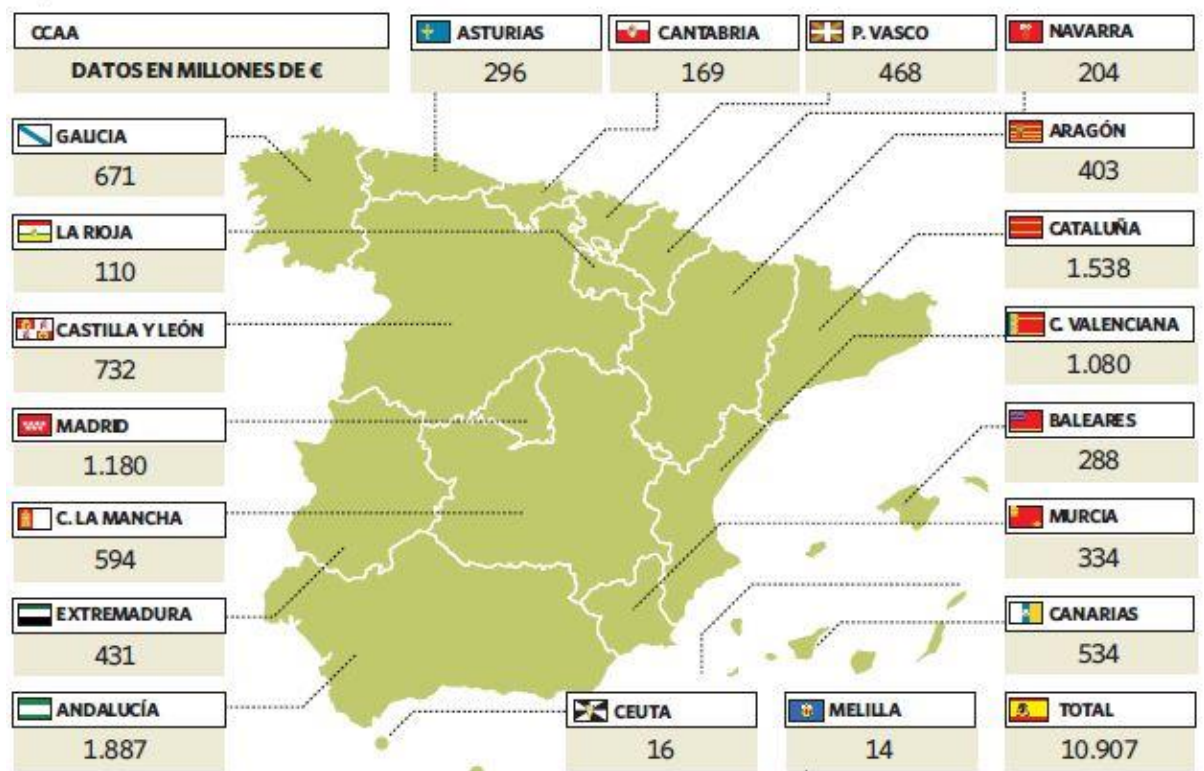 CCAA
DATOS EN MILLONES DE €
ASTURIAS
296
CANTABRIA
169
P. VASCO
468
NAVARRA
204
GALICIA
671
ARAGÓN
403
LA RIOJA
110
CATALUÑA
1.538
CASTILLA Y LEÓN
732
C. VALENCIANA
1.080
MADRID
1.180
BALEARES
288
C. LA MANCHA
594
MURCIA
334
EXTREMADURA
431
CANARIAS
534
ANDALUCÍA
1.887
CEUTA
16
MELILLA
14
TOTAL
10.907